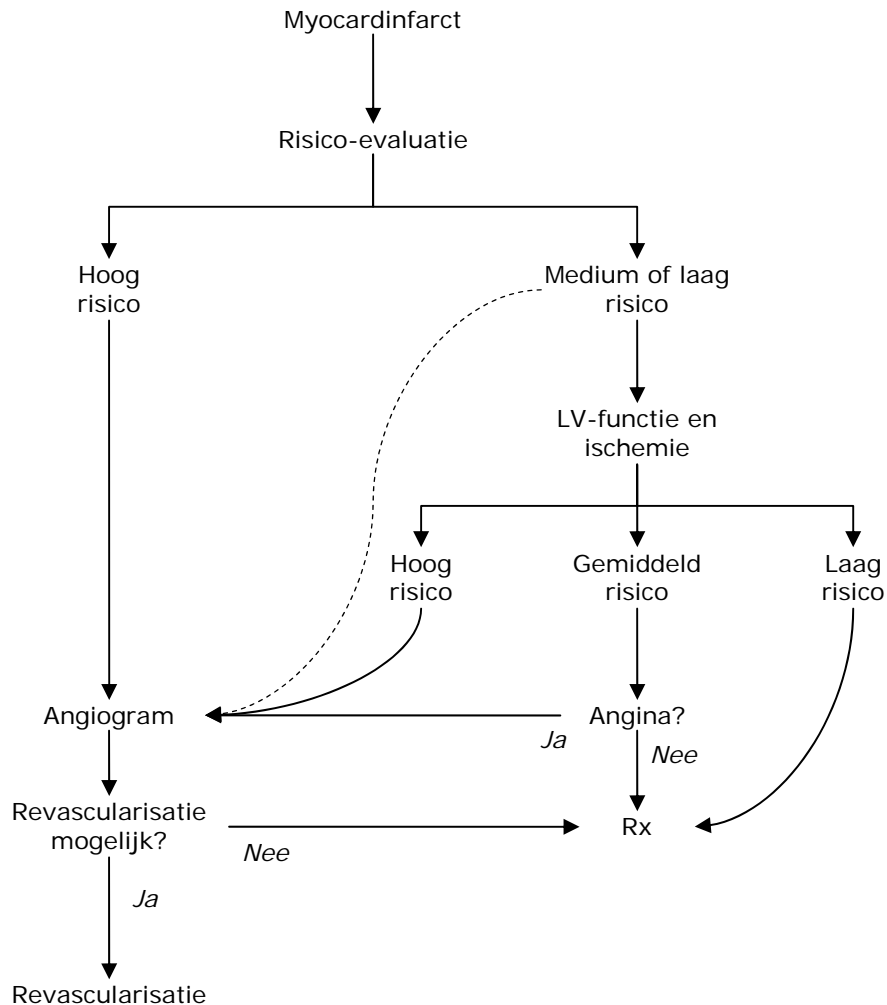 Myocardinfarct
Risico-evaluatie
Hoog
risico
Medium of laag
risico
LV-functie en
ischemie
Hoog
risico
Gemiddeld
risico
Laag
risico
Angiogram
Angina?
Ja
Nee
Revascularisatie
mogelijk?
Nee
Rx
Ja
Revascularisatie